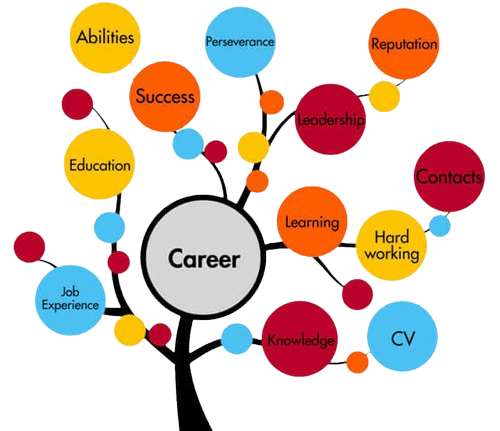 Abilities
Perseverance
Reputation
Success
Leadership
Education
Contacts
Learning
Hard
working
Career
Job
Experience
Knowledge
CV